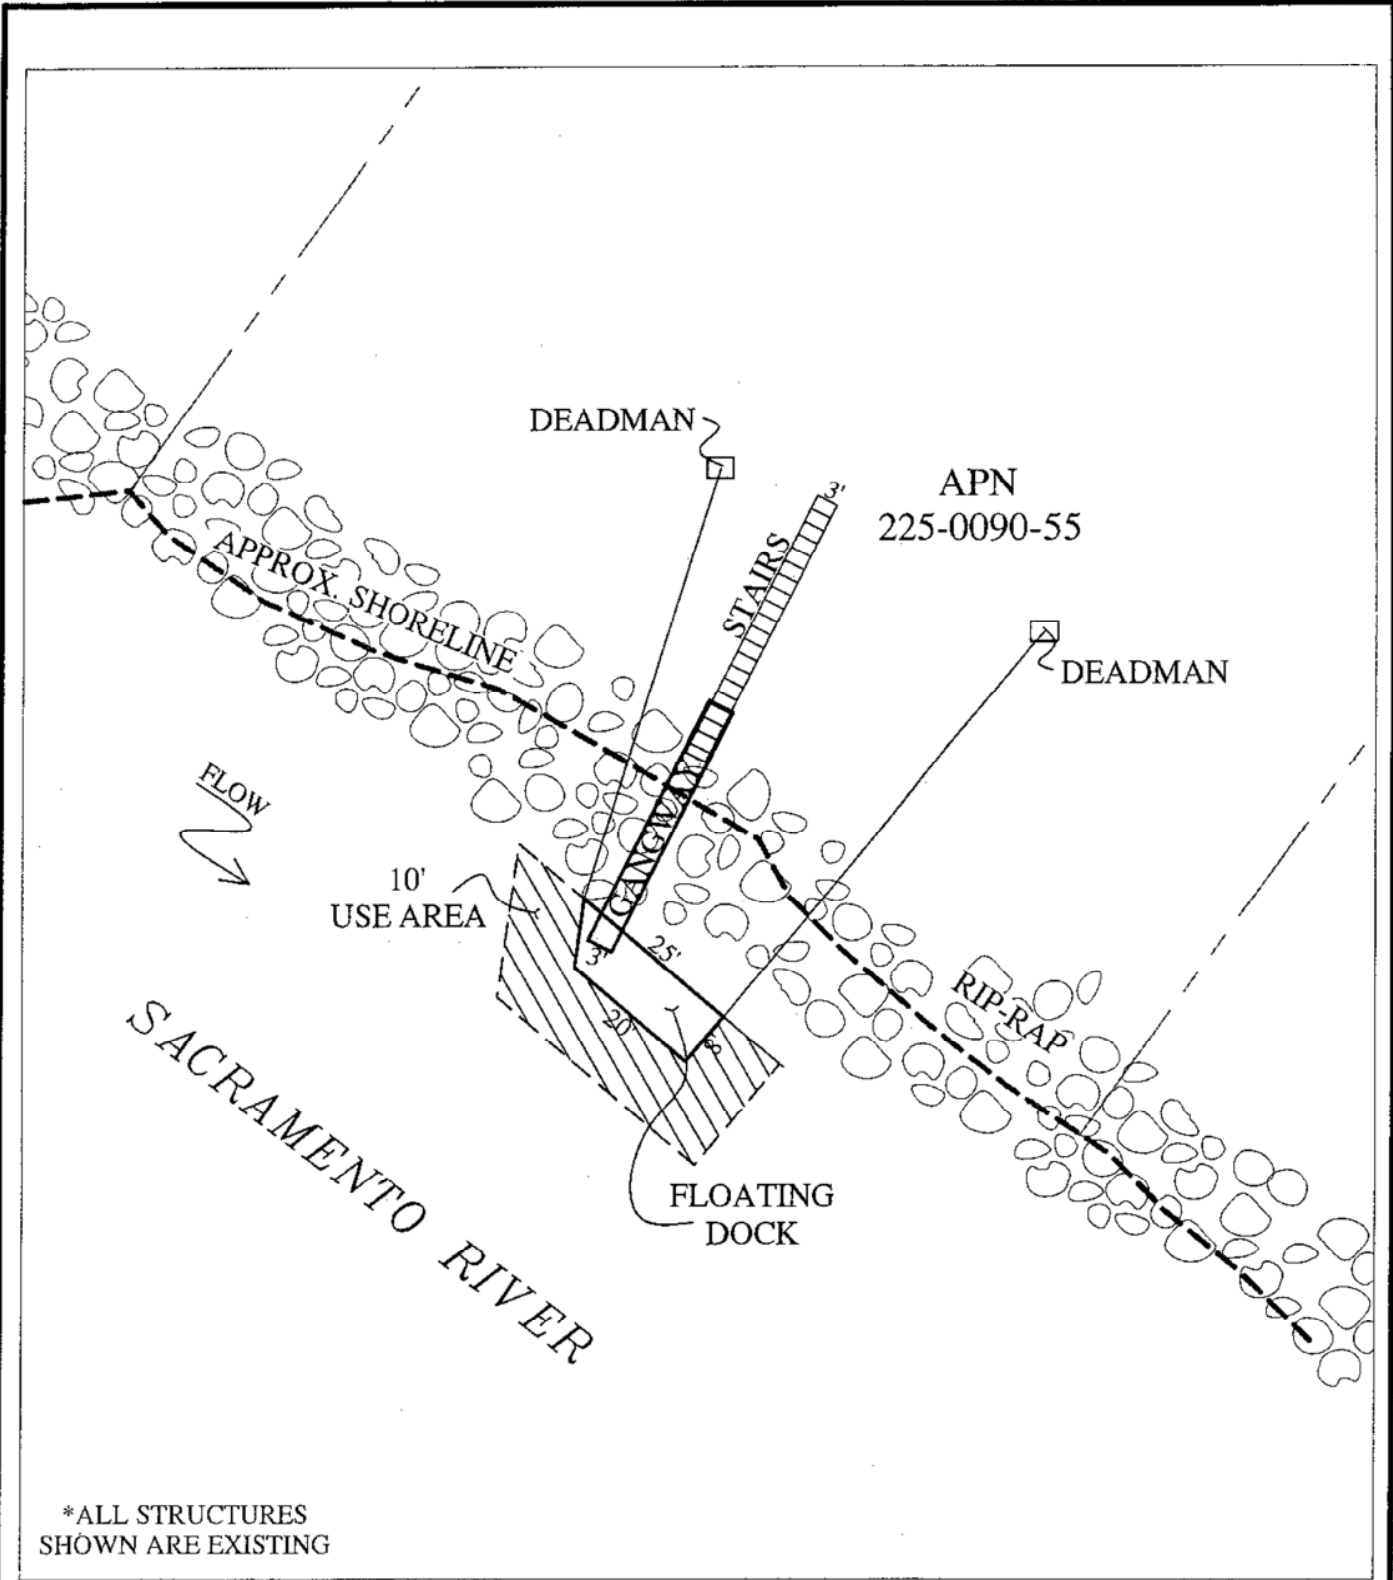 DEADMAN
3'
APN
225-0090-55
STAIRS
APPROX. SHORELINE
DEADMAN
FLOW
GANGWAY
10'
USE AREA
25'
3'
RIP-RAP
20'
8'
SACRAMENTO RIVER
FLOATING
DOCK
*ALL STRUCTURES
SHOWN ARE EXISTING